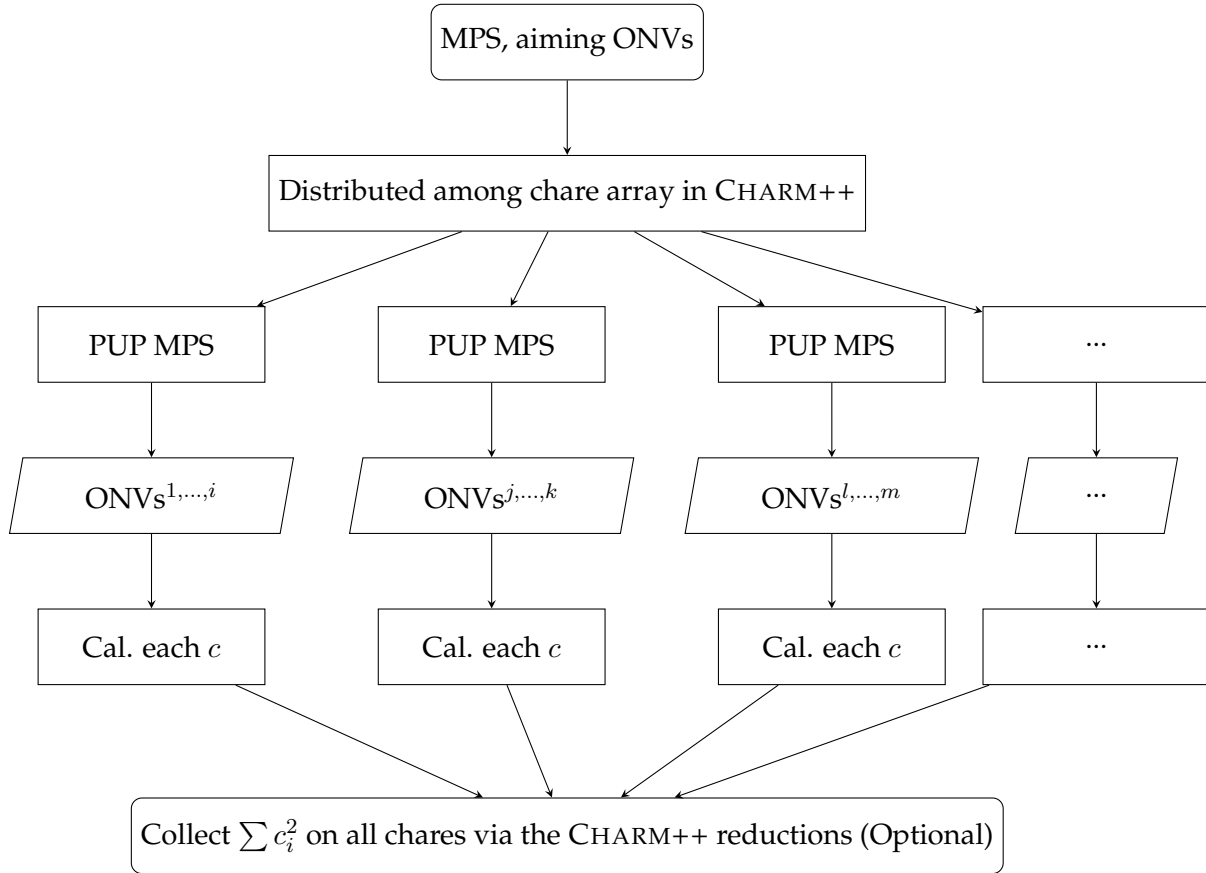 MPS, aiming ONVs
Distributed among chare array in CHARM++
PUP MPS
PUP MPS
PUP MPS
...
ONVs^{1,...,i}
ONVs^{j,...,k}
ONVs^{l,...,m}
...
Cal. each c
Cal. each c
Cal. each c
...
Collect ∑ c_i^2 on all chares via the CHARM++ reductions (Optional)